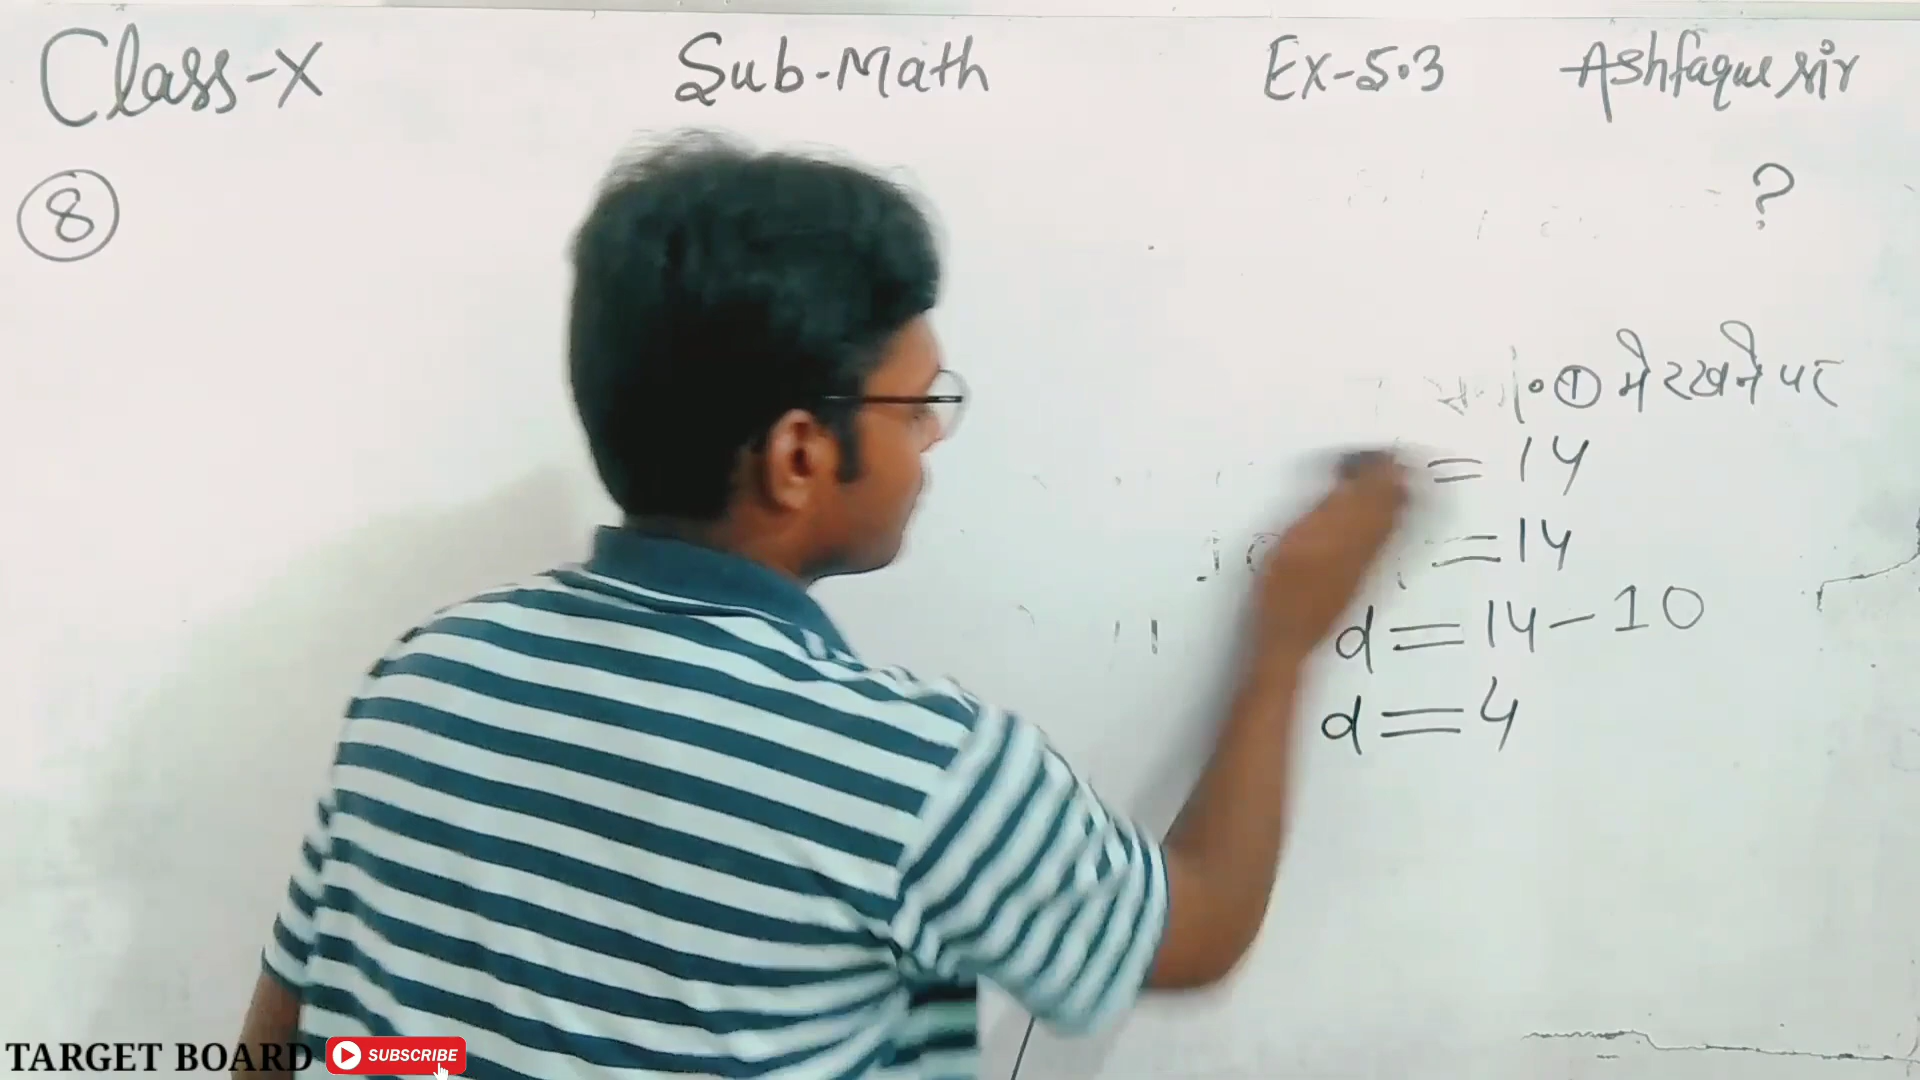 Class-X Sub-Math Ex-5.3 Ashfaque sir
8 ?
① में रखने पर
= 14
= 14
d = 14 - 10
d = 4
TARGET BOARD SUBSCRIBE